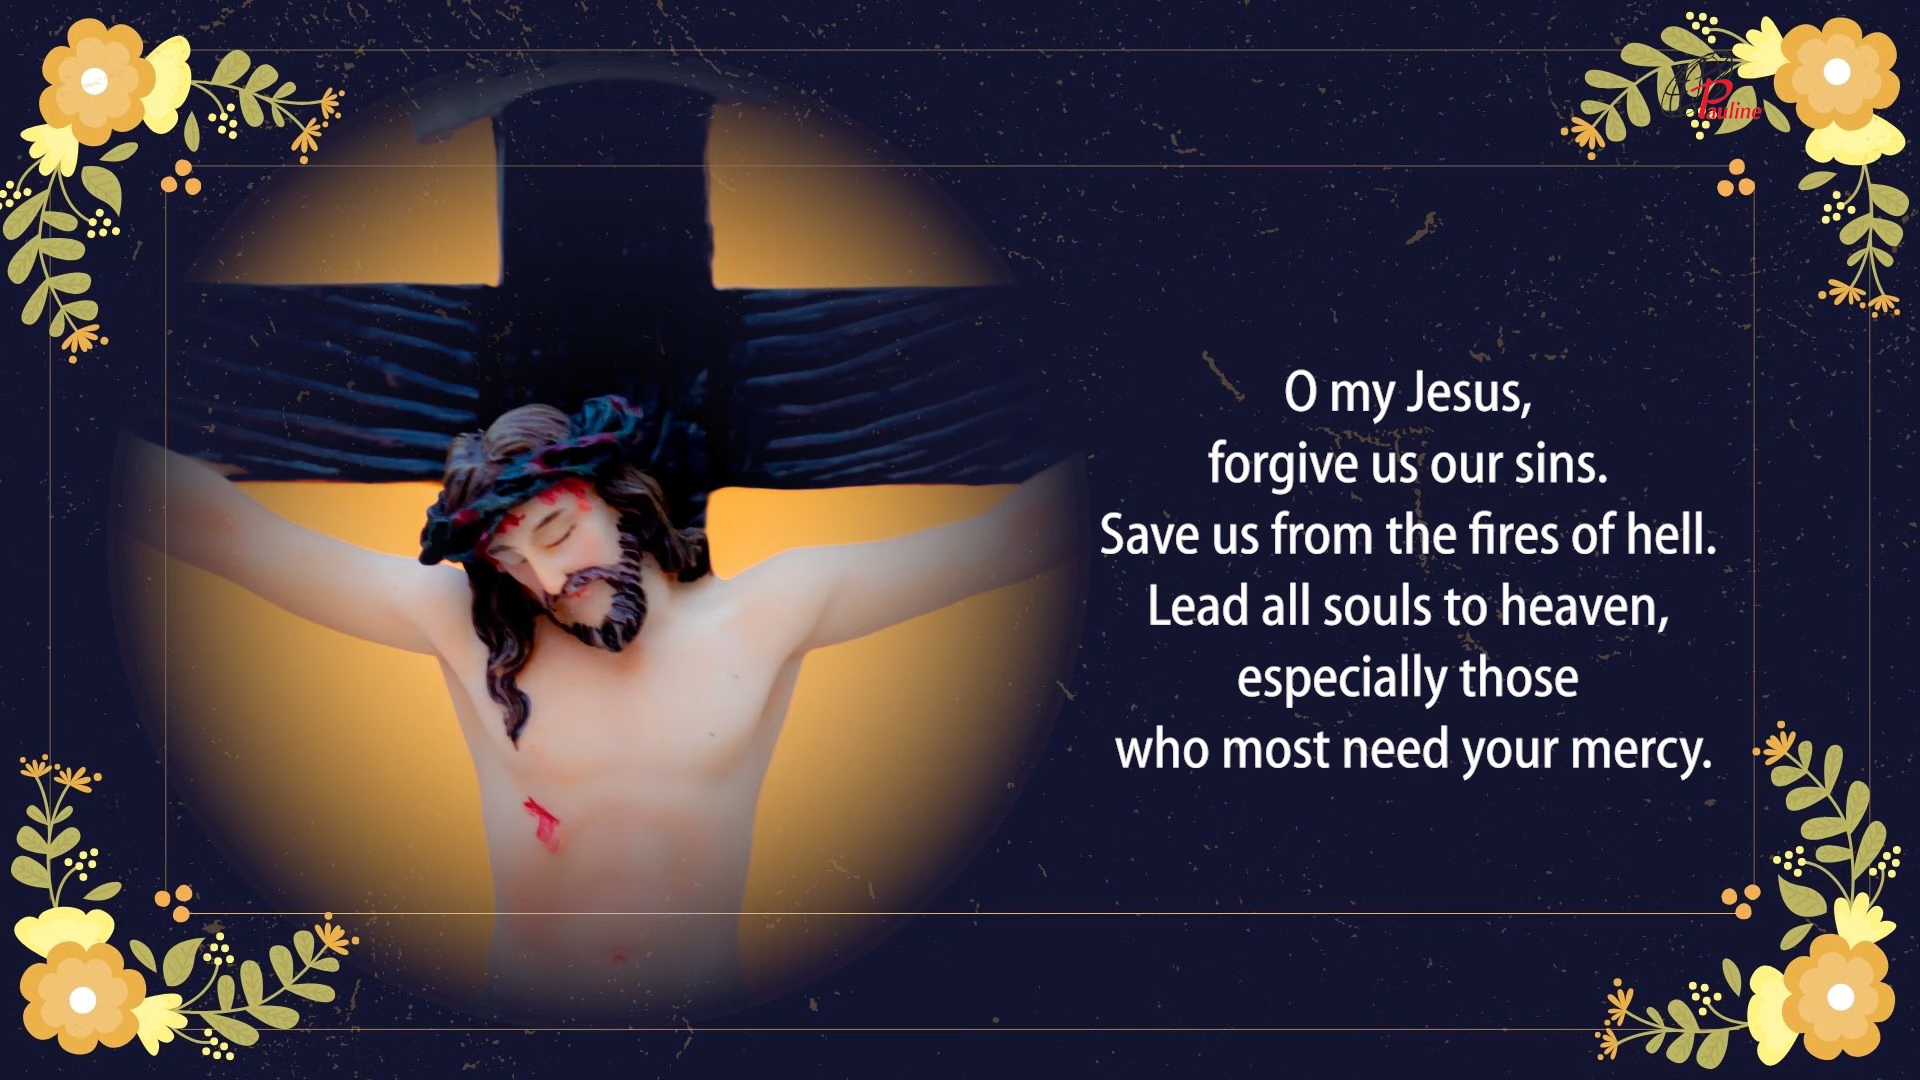 Pauline
O my Jesus,
forgive us our sins.
Save us from the fires of hell.
Lead all souls to heaven,
especially those
who most need your mercy.